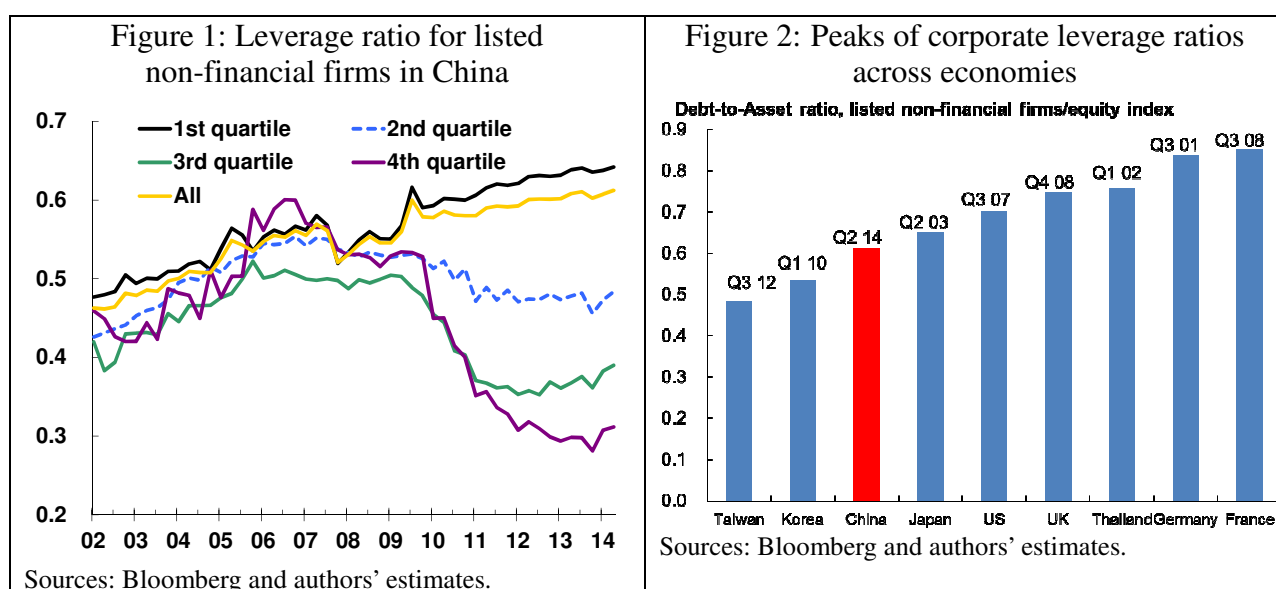 Figure 1: Leverage ratio for listed
non-financial firms in China
0.7
1st quartile
2nd quartile
3rd quartile
4th quartile
All
0.6
0.5
0.4
0.3
0.2
02 03 04 05 06 07 08 09 10 11 12 13 14
Sources: Bloomberg and authors' estimates.
Figure 2: Peaks of corporate leverage ratios
across economies
Debt-to-Asset ratio, listed non-financial firms/equity index
0.9
0.8
0.7
0.6
0.5
0.4
0.3
0.2
0.1
0.0
Q3 12
Q1 10
Q2 14
Q2 03
Q3 07
Q4 08
Q1 02
Q3 01
Q3 08
Taiwan Korea China Japan US UK Thailand Germany France
Sources: Bloomberg and authors' estimates.